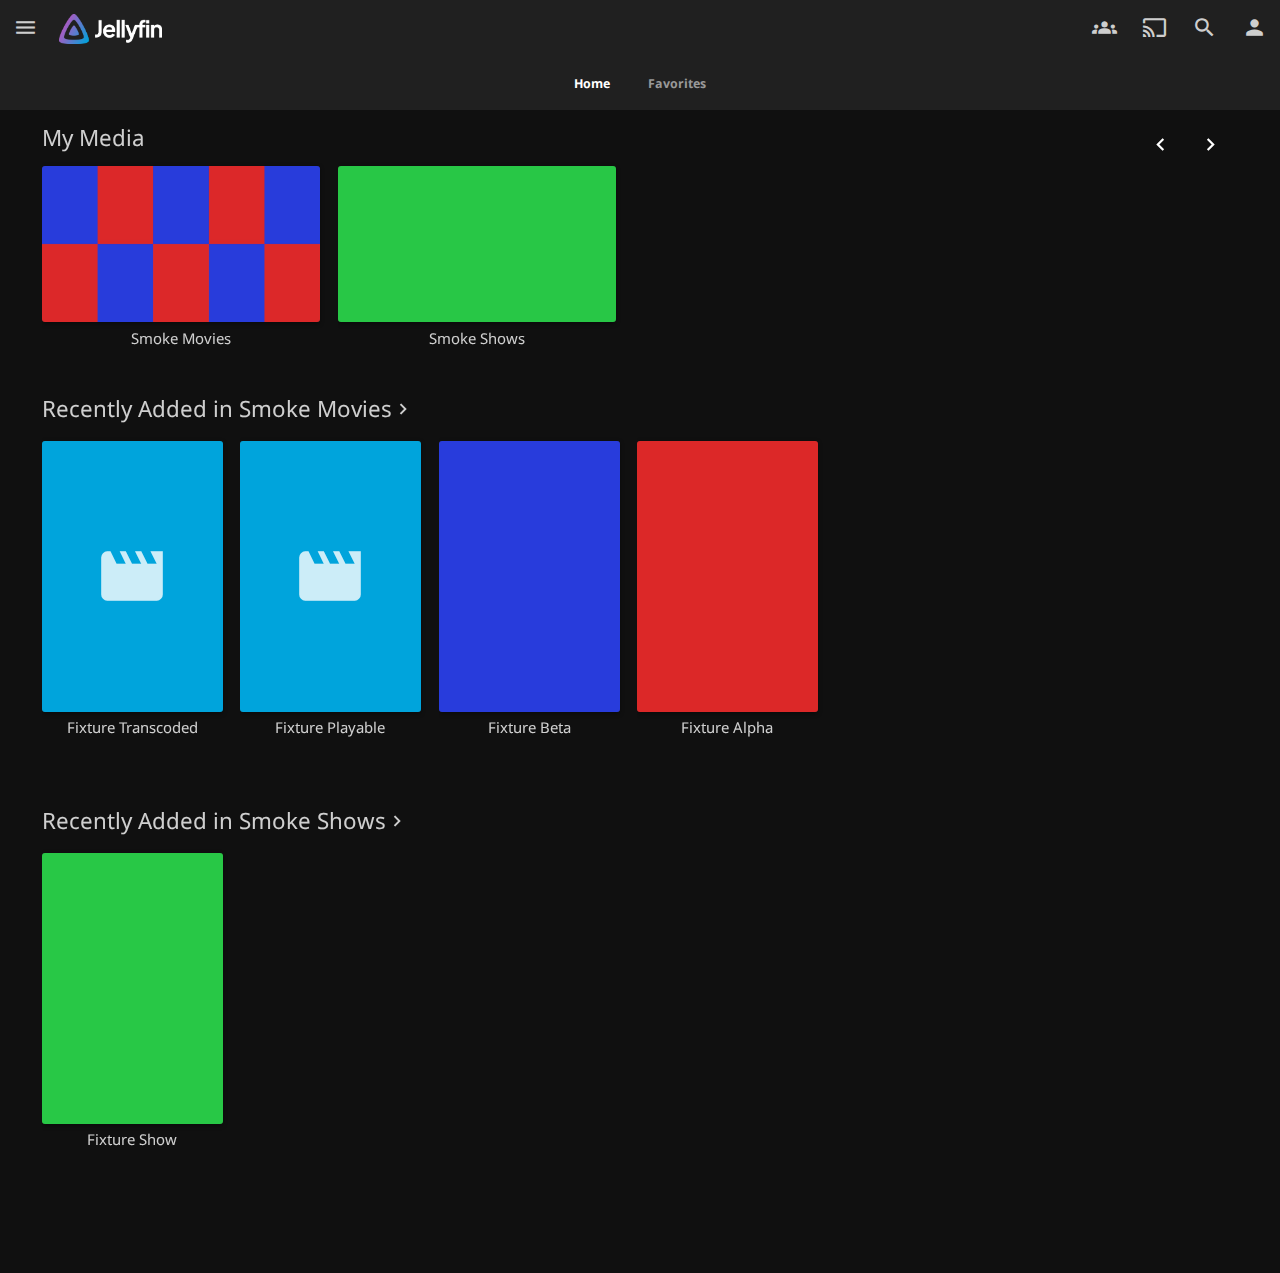 Jellyfin
Home Favorites
My Media
Smoke Movies Smoke Shows
Recently Added in Smoke Movies
Fixture Transcoded Fixture Playable Fixture Beta Fixture Alpha
Recently Added in Smoke Shows
Fixture Show